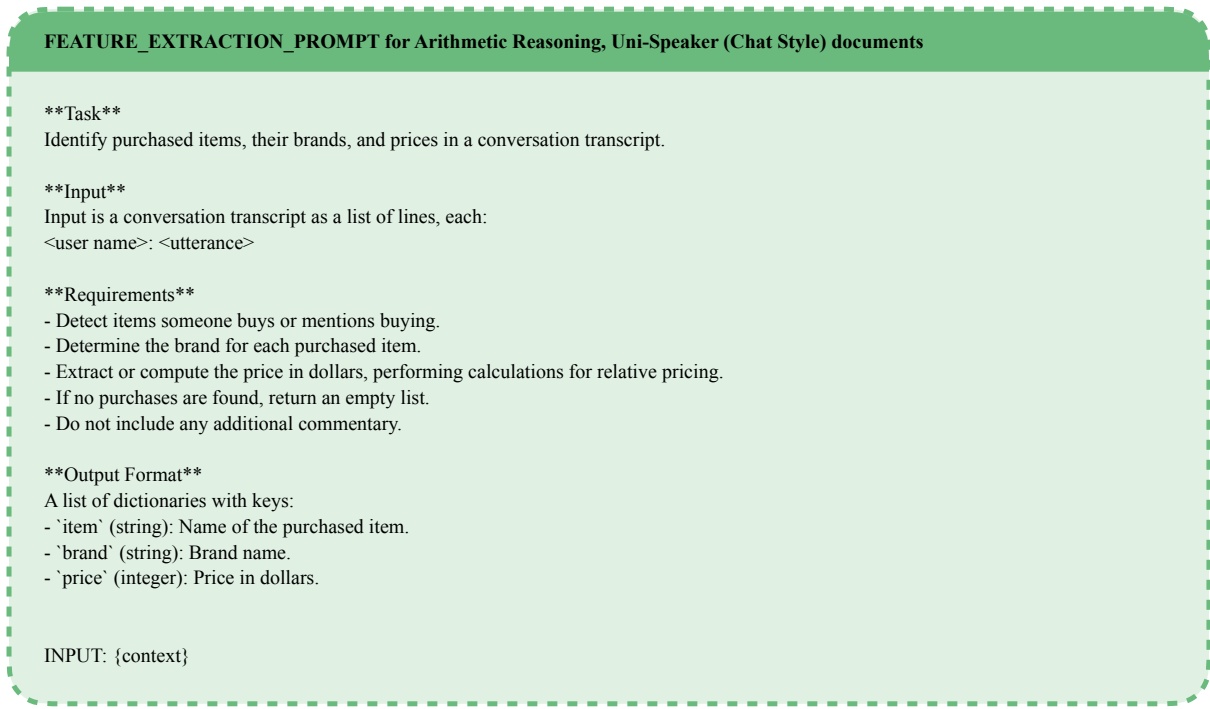 FEATURE_EXTRACTION_PROMPT for Arithmetic Reasoning, Uni-Speaker (Chat Style) documents
**Task**
Identify purchased items, their brands, and prices in a conversation transcript.
**Input**
Input is a conversation transcript as a list of lines, each:
<user name>: <utterance>
**Requirements**
- Detect items someone buys or mentions buying.
- Determine the brand for each purchased item.
- Extract or compute the price in dollars, performing calculations for relative pricing.
- If no purchases are found, return an empty list.
- Do not include any additional commentary.
**Output Format**
A list of dictionaries with keys:
- `item` (string): Name of the purchased item.
- `brand` (string): Brand name.
- `price` (integer): Price in dollars.
INPUT: {context}